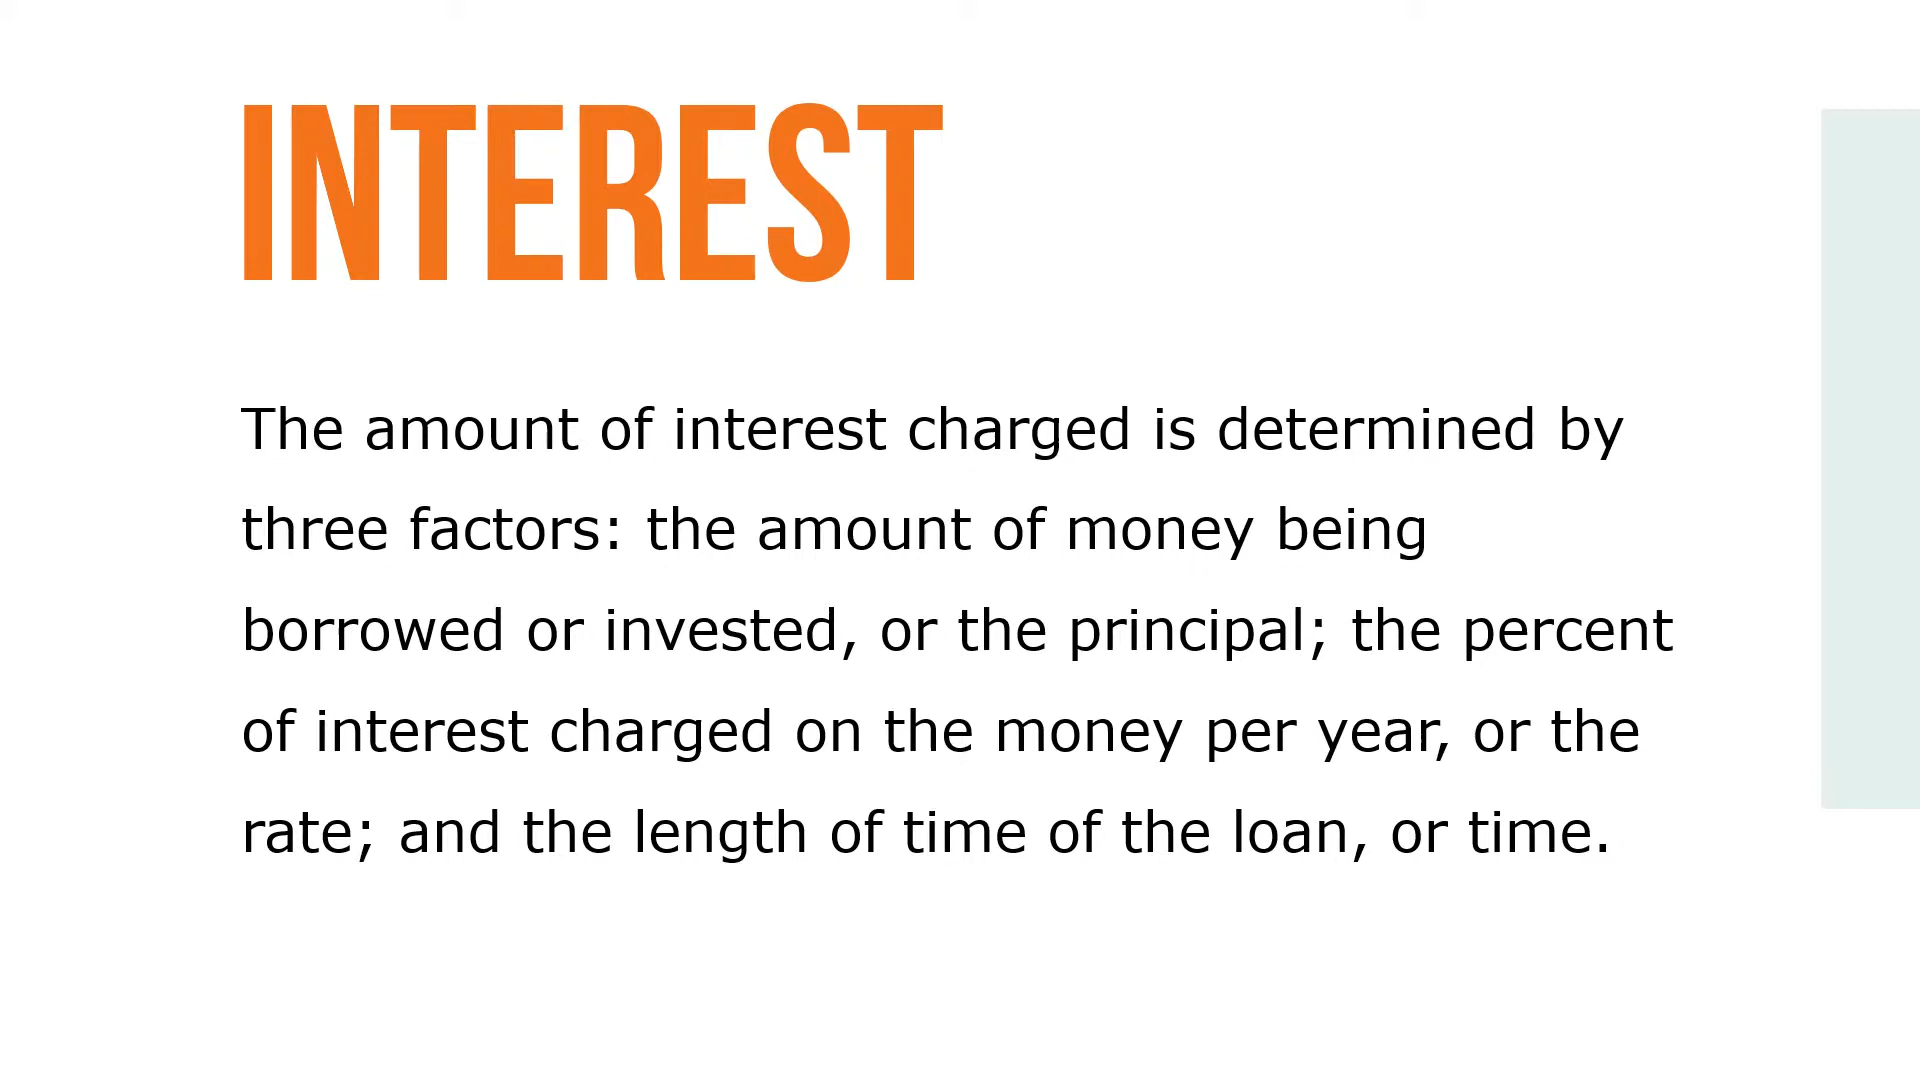 INTEREST
The amount of interest charged is determined by
three factors: the amount of money being
borrowed or invested, or the principal; the percent
of interest charged on the money per year, or the
rate; and the length of time of the loan, or time.